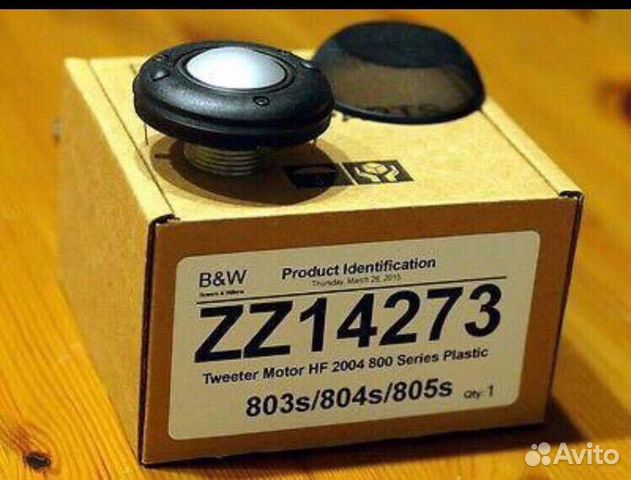 B&W
Bowers & Wilkins
Product Identification
Thursday, March 26, 2015
ZZ14273
Tweeter Motor HF 2004 800 Series Plastic
803s/804s/805s Qty: 1
Avito